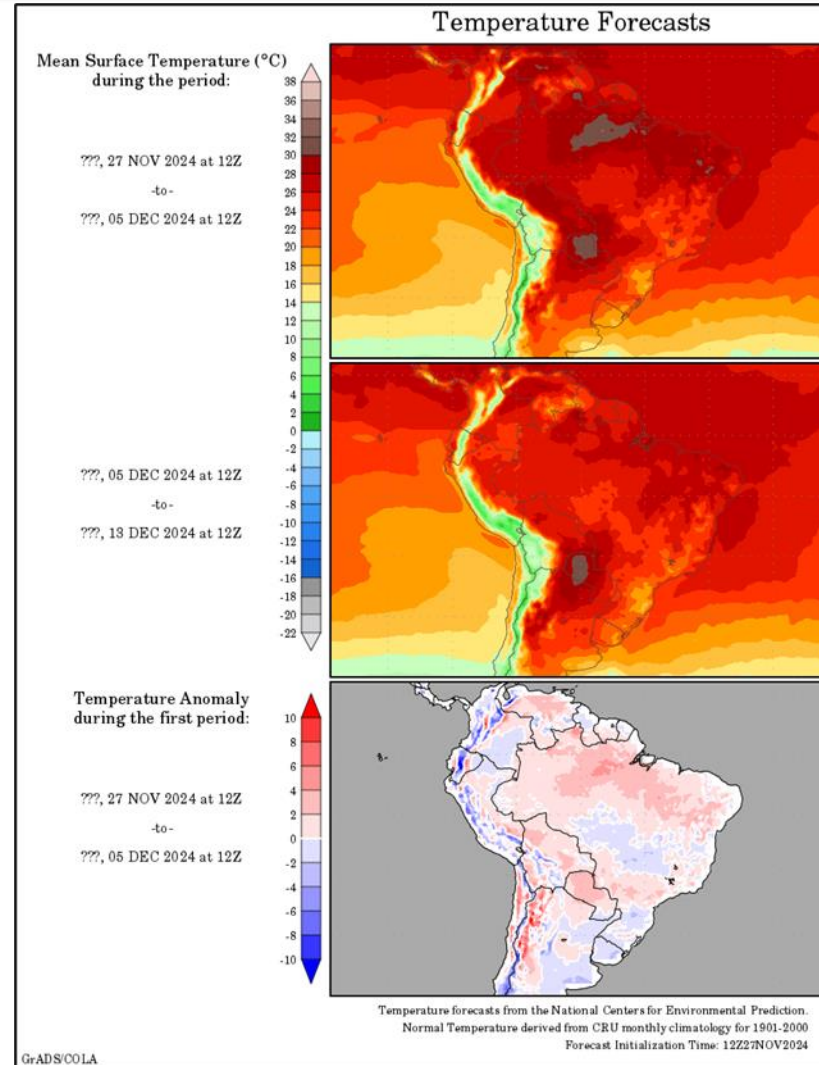 Temperature Forecasts
Mean Surface Temperature (°C)
during the period:
???, 27 NOV 2024 at 12Z
-to-
???, 05 DEC 2024 at 12Z
38
36
34
32
30
28
26
24
22
20
18
16
14
12
10
8
6
4
2
0
-2
-4
-6
-8
-10
-12
-14
-16
-18
-20
-22
???, 05 DEC 2024 at 12Z
-to-
???, 13 DEC 2024 at 12Z
Temperature Anomaly
during the first period:
???, 27 NOV 2024 at 12Z
-to-
???, 05 DEC 2024 at 12Z
10
8
6
4
2
0
-2
-4
-6
-8
-10
Temperature forecasts from the National Centers for Environmental Prediction.
Normal Temperature derived from CRU monthly climatology for 1901-2000
Forecast Initialization Time: 12Z27NOV2024
GrADS/COLA